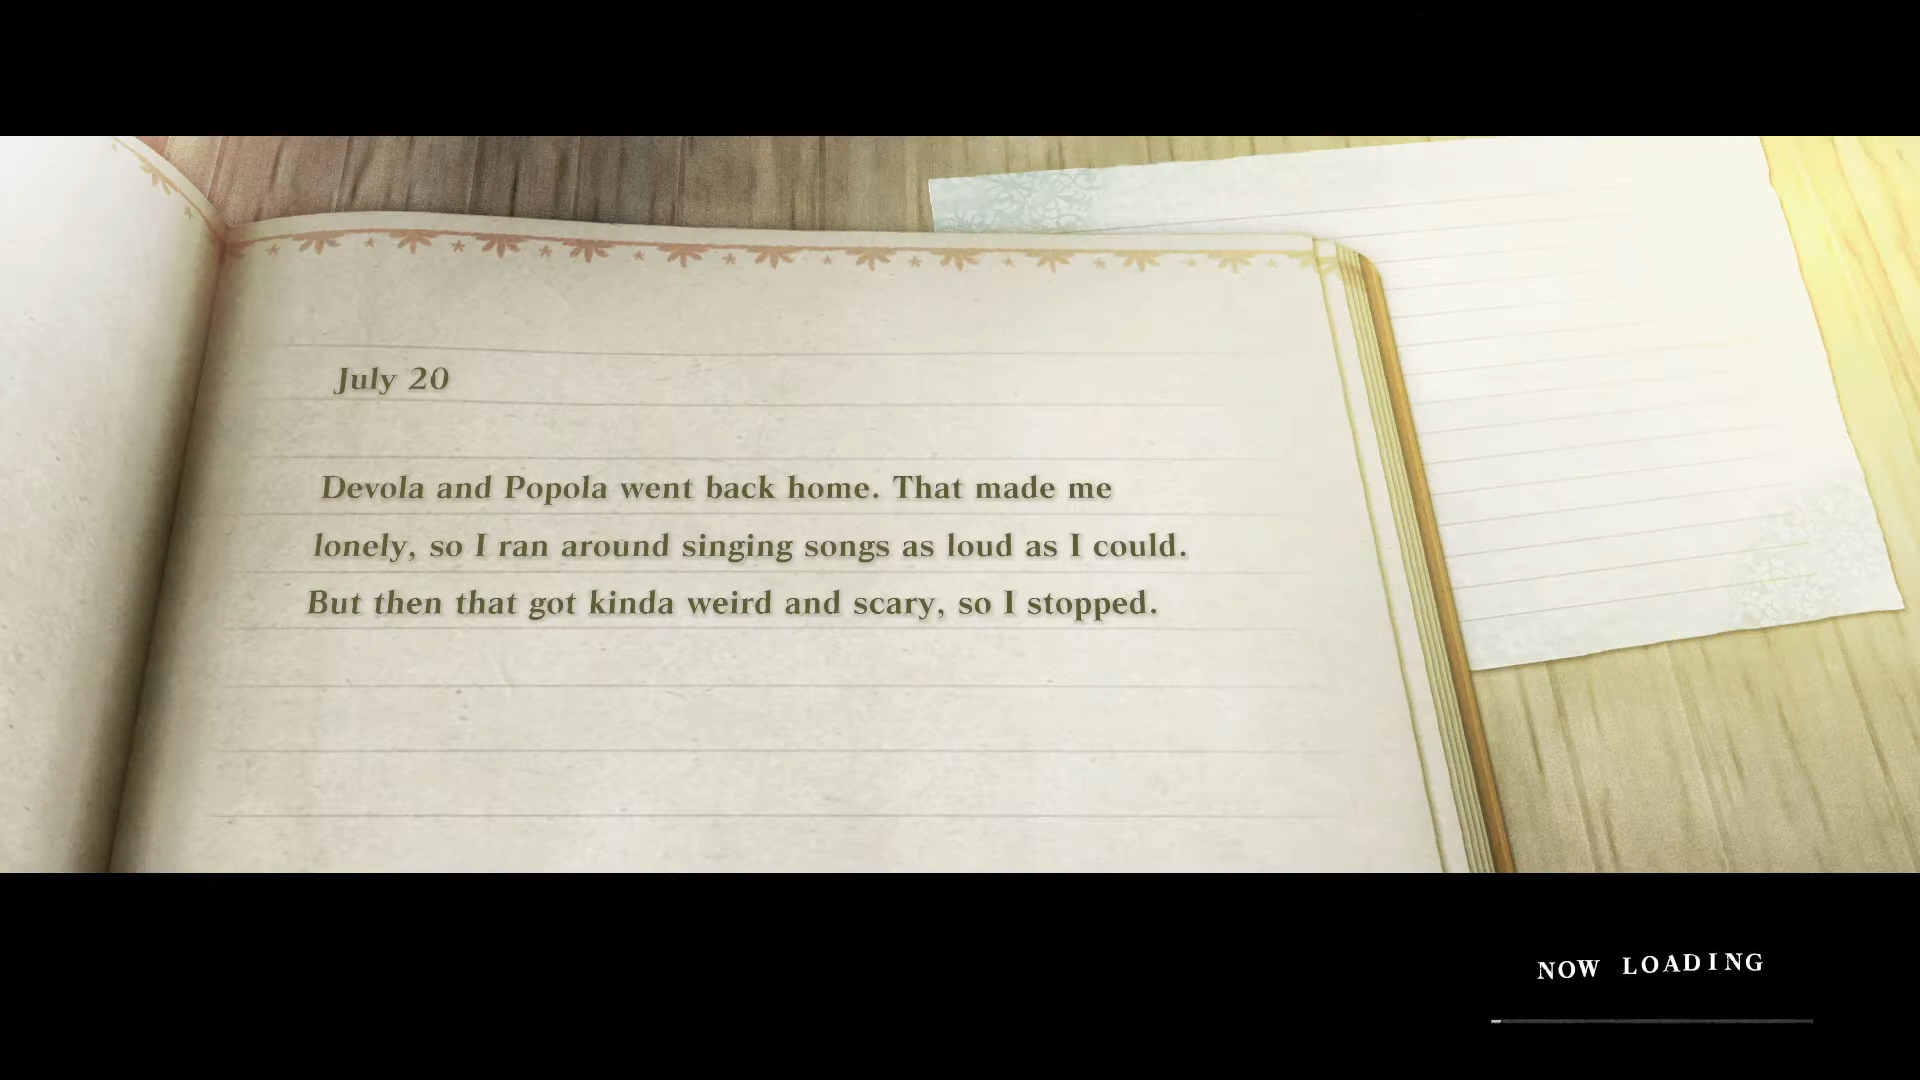 July 20
Devola and Popola went back home. That made me
lonely, so I ran around singing songs as loud as I could.
But then that got kinda weird and scary, so I stopped.
NOW LOADING